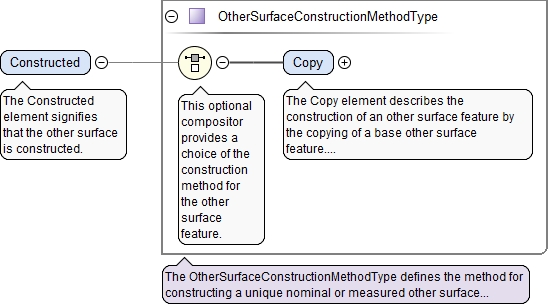 OtherSurfaceConstructionMethodType
Constructed
Copy
The Constructed
element signifies
that the other surface
is constructed.
This optional
compositor
provides a
choice of the
construction
method for
the other
surface
feature.
The Copy element describes the
construction of an other surface feature by
the copying of a base other surface
feature....
The OtherSurfaceConstructionMethodType defines the method for
constructing a unique nominal or measured other surface...